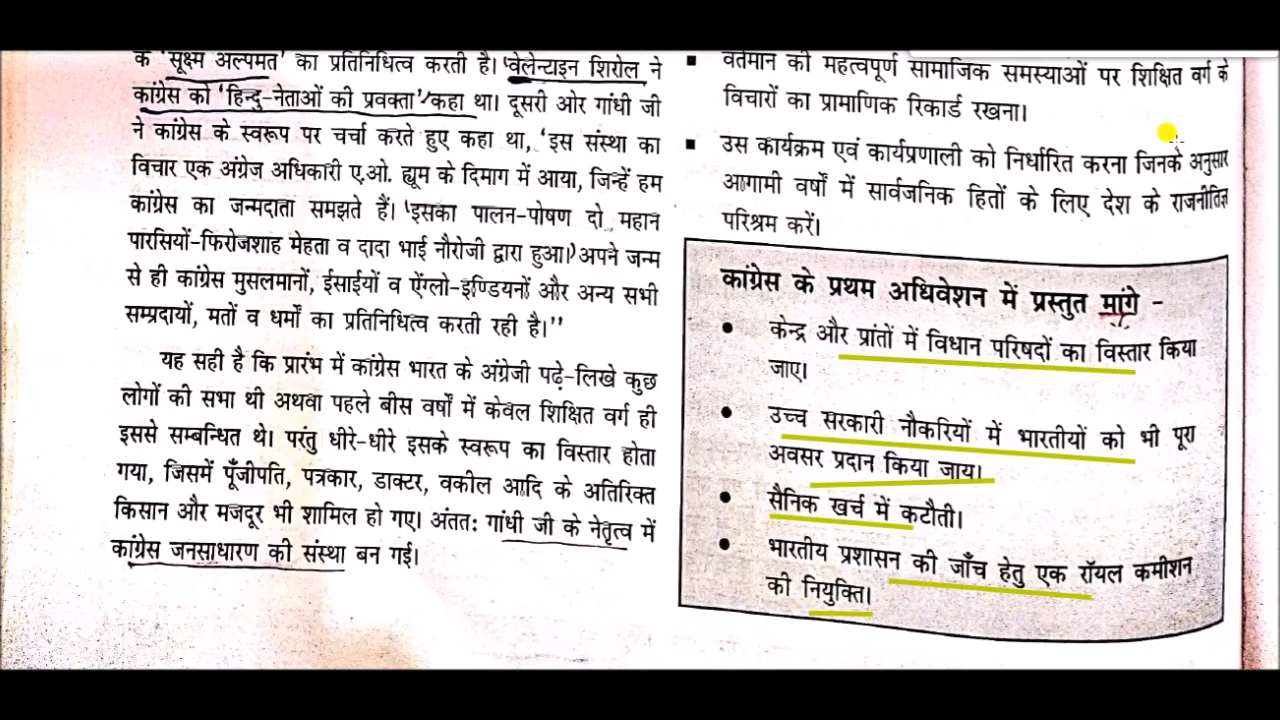 के 'सूक्ष्म अल्पमत' का प्रतिनिधित्व करती है। 'वेलेन्टाइन शिरोल ने
कांग्रेस को 'हिन्दु-नेताओं की प्रवक्ता' कहा था। दूसरी ओर गांधी जी
ने कांग्रेस के स्वरूप पर चर्चा करते हुए कहा था, 'इस संस्था का
विचार एक अंग्रेज अधिकारी ए.ओ. ह्यूम के दिमाग में आया, जिन्हें हम
कांग्रेस का जन्मदाता समझते हैं। 'इसका पालन-पोषण दो महान
पारसियों-फिरोजशाह मेहता व दादा भाई नौरोजी द्वारा हुआ।' अपने जन्म
से ही कांग्रेस मुसलमानों, ईसाईयों व ऐंग्लो-इण्डियनों और अन्य सभी
सम्प्रदायों, मतों व धर्मों का प्रतिनिधित्व करती रही है।''
यह सही है कि प्रारंभ में कांग्रेस भारत के अंग्रेजी पढ़े-लिखे कुछ
लोगों की सभा थी अथवा पहले बीस वर्षों में केवल शिक्षित वर्ग ही
इससे सम्बन्धित थे। परंतु धीरे-धीरे इसके स्वरूप का विस्तार होता
गया, जिसमें पूँजीपति, पत्रकार, डाक्टर, वकील आदि के अतिरिक्त
किसान और मजदूर भी शामिल हो गए। अंतत: गांधी जी के नेतृत्व में
कांग्रेस जनसाधारण की संस्था बन गई।
▪ वर्तमान की महत्वपूर्ण सामाजिक समस्याओं पर शिक्षित वर्ग के
विचारों का प्रामाणिक रिकार्ड रखना।
▪ उस कार्यक्रम एवं कार्यप्रणाली को निर्धारित करना जिनके अनुसार
आगामी वर्षों में सार्वजनिक हितों के लिए देश के राजनीतिज्ञ
परिश्रम करें।
कांग्रेस के प्रथम अधिवेशन में प्रस्तुत मांगे -
• केन्द्र और प्रांतों में विधान परिषदों का विस्तार किया
जाए।
• उच्च सरकारी नौकरियों में भारतीयों को भी पूरा
अवसर प्रदान किया जाय।
• सैनिक खर्च में कटौती।
• भारतीय प्रशासन की जाँच हेतु एक रॉयल कमीशन
की नियुक्ति।